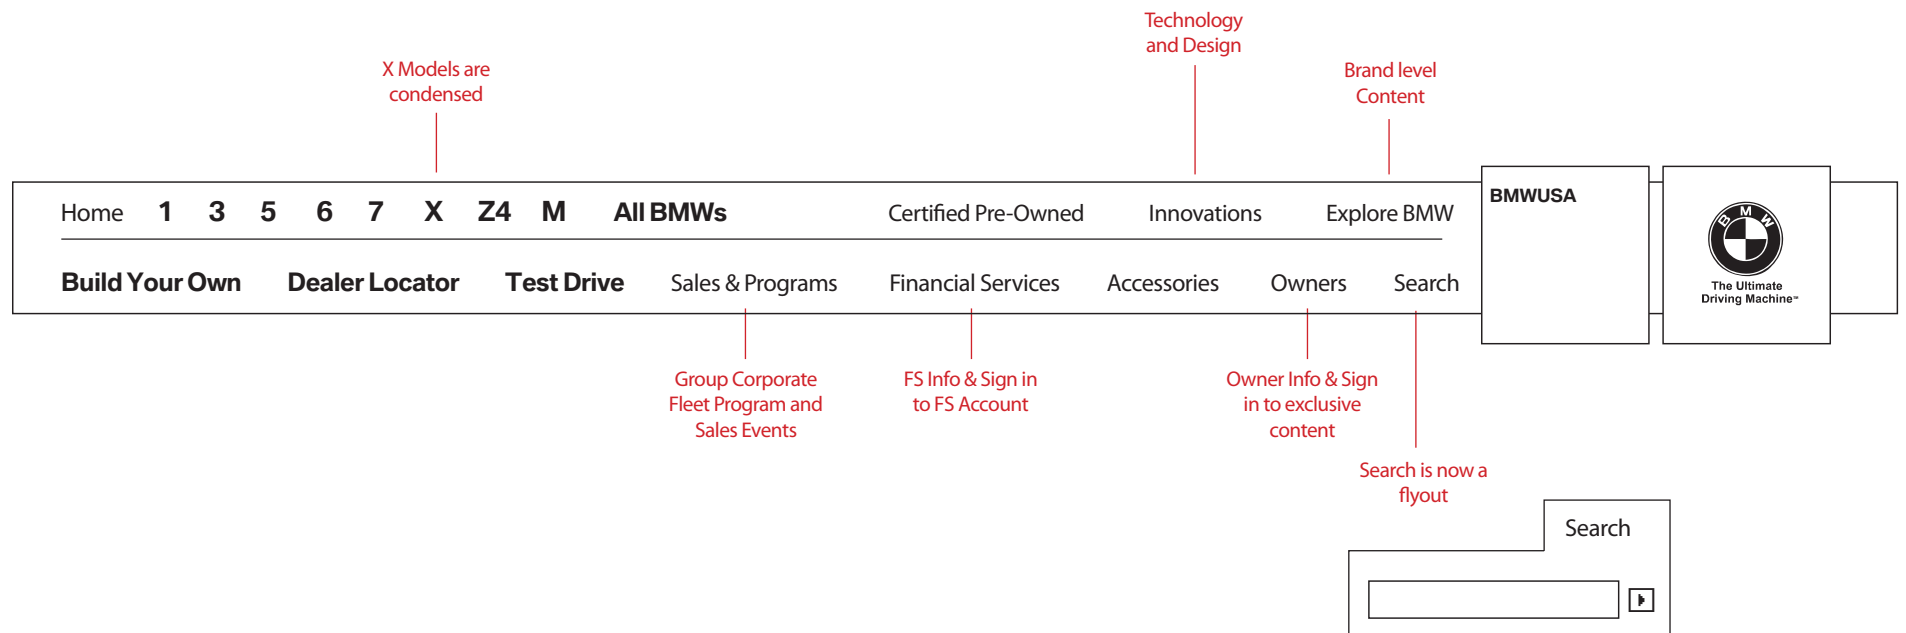 Technology
and Design
X Models are
condensed
Brand level
Content
Home 1 3 5 6 7 X Z4 M All BMWs Certified Pre-Owned Innovations Explore BMW
BMWUSA
BMW
The Ultimate
Driving Machine™
Build Your Own Dealer Locator Test Drive Sales & Programs Financial Services Accessories Owners Search
Group Corporate
Fleet Program and
Sales Events
FS Info & Sign in
to FS Account
Owner Info & Sign
in to exclusive
content
Search is now a
flyout
Search